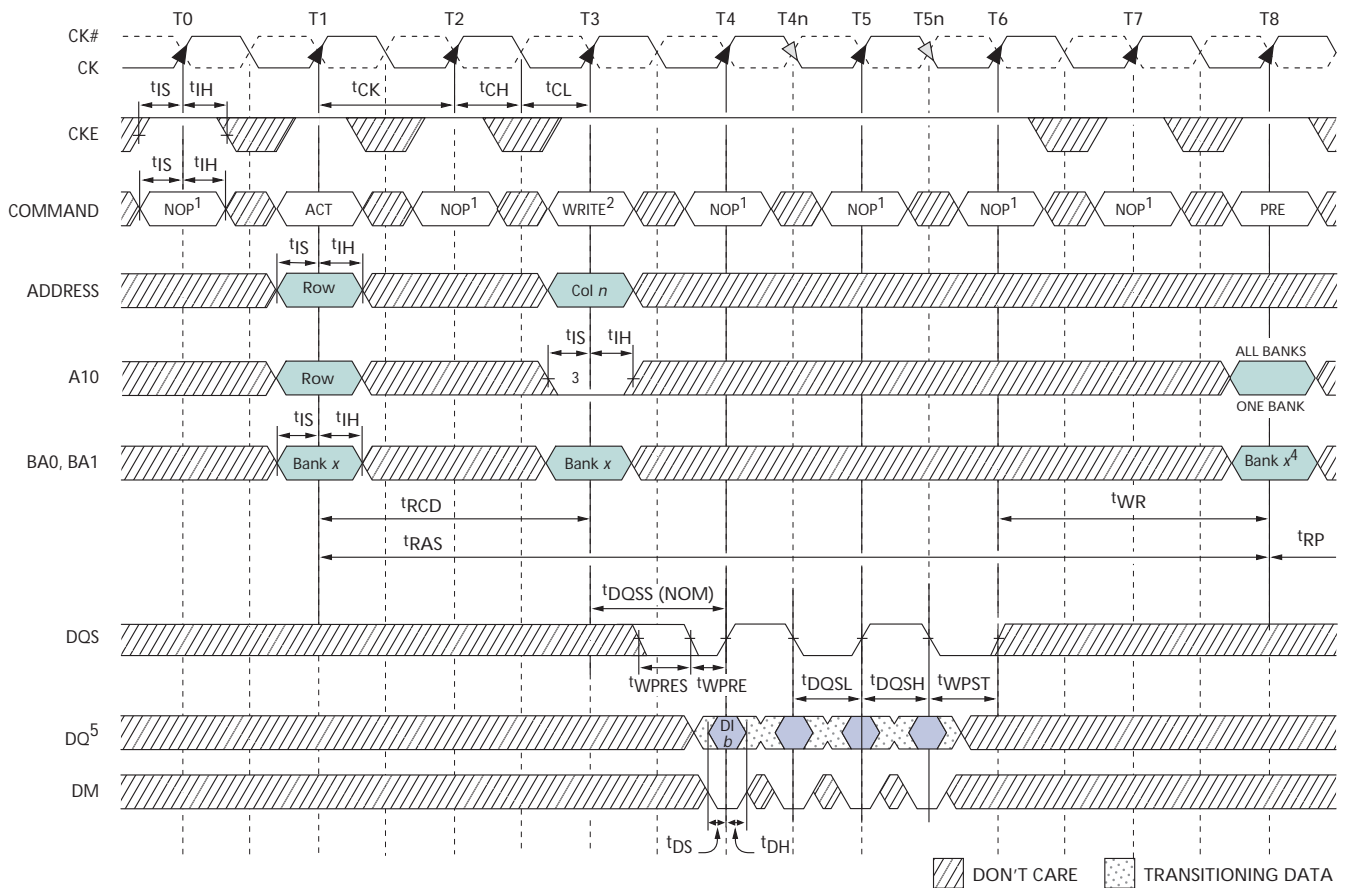 T0 T1 T2 T3 T4 T4n T5 T5n T6 T7 T8
CK#
CK
tIS tIH tCK tCH tCL
CKE
tIS tIH
COMMAND NOP1 ACT NOP1 WRITE2 NOP1 NOP1 NOP1 NOP1 PRE
tIS tIH
ADDRESS Row Col n
tIS tIH
ALL BANKS
A10 Row 3
ONE BANK
tIS tIH
BA0, BA1 Bank x Bank x Bank x4
tRCD tWR
tRAS tRP
tDQSS (NOM)
DQS
tWPRES tWPRE tDQSL tDQSH tWPST
DQ5 DI
b
DM
tDS tDH
DON'T CARE TRANSITIONING DATA